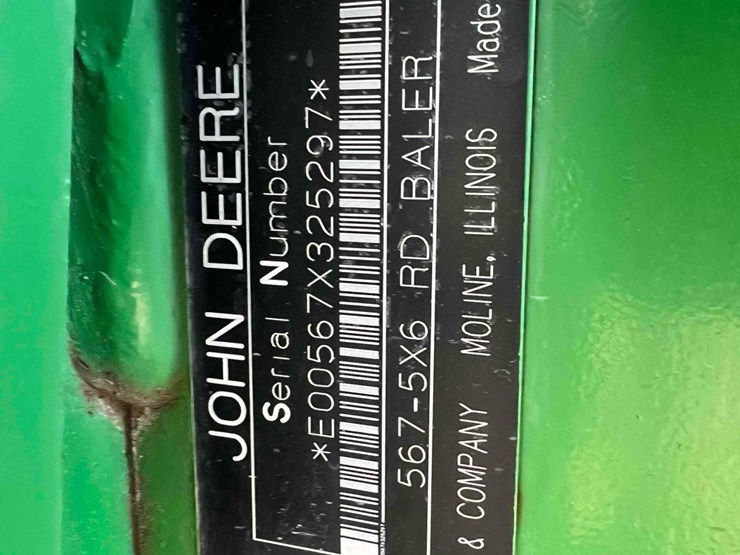 JOHN DEERE
Serial Number
*E00567X325297*
567-5X6 RD BALER
& COMPANY MOLINE, ILLINOIS Made